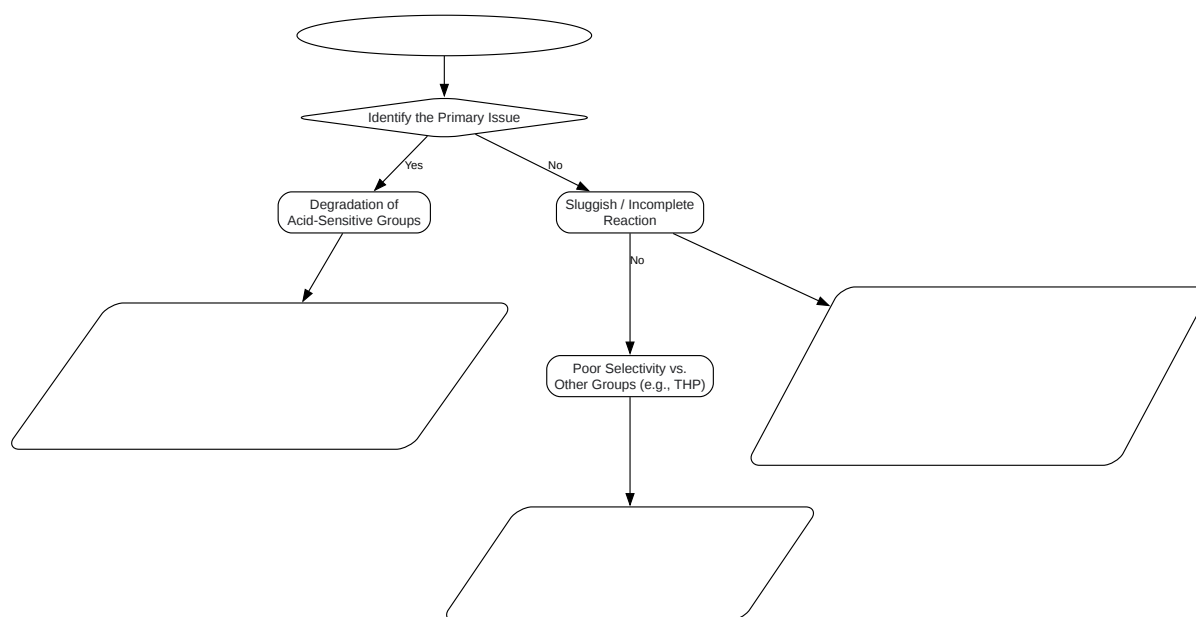 Identify the Primary Issue
Yes
No
Degradation of
Acid-Sensitive Groups
Sluggish / Incomplete
Reaction
No
Poor Selectivity vs.
Other Groups (e.g., THP)